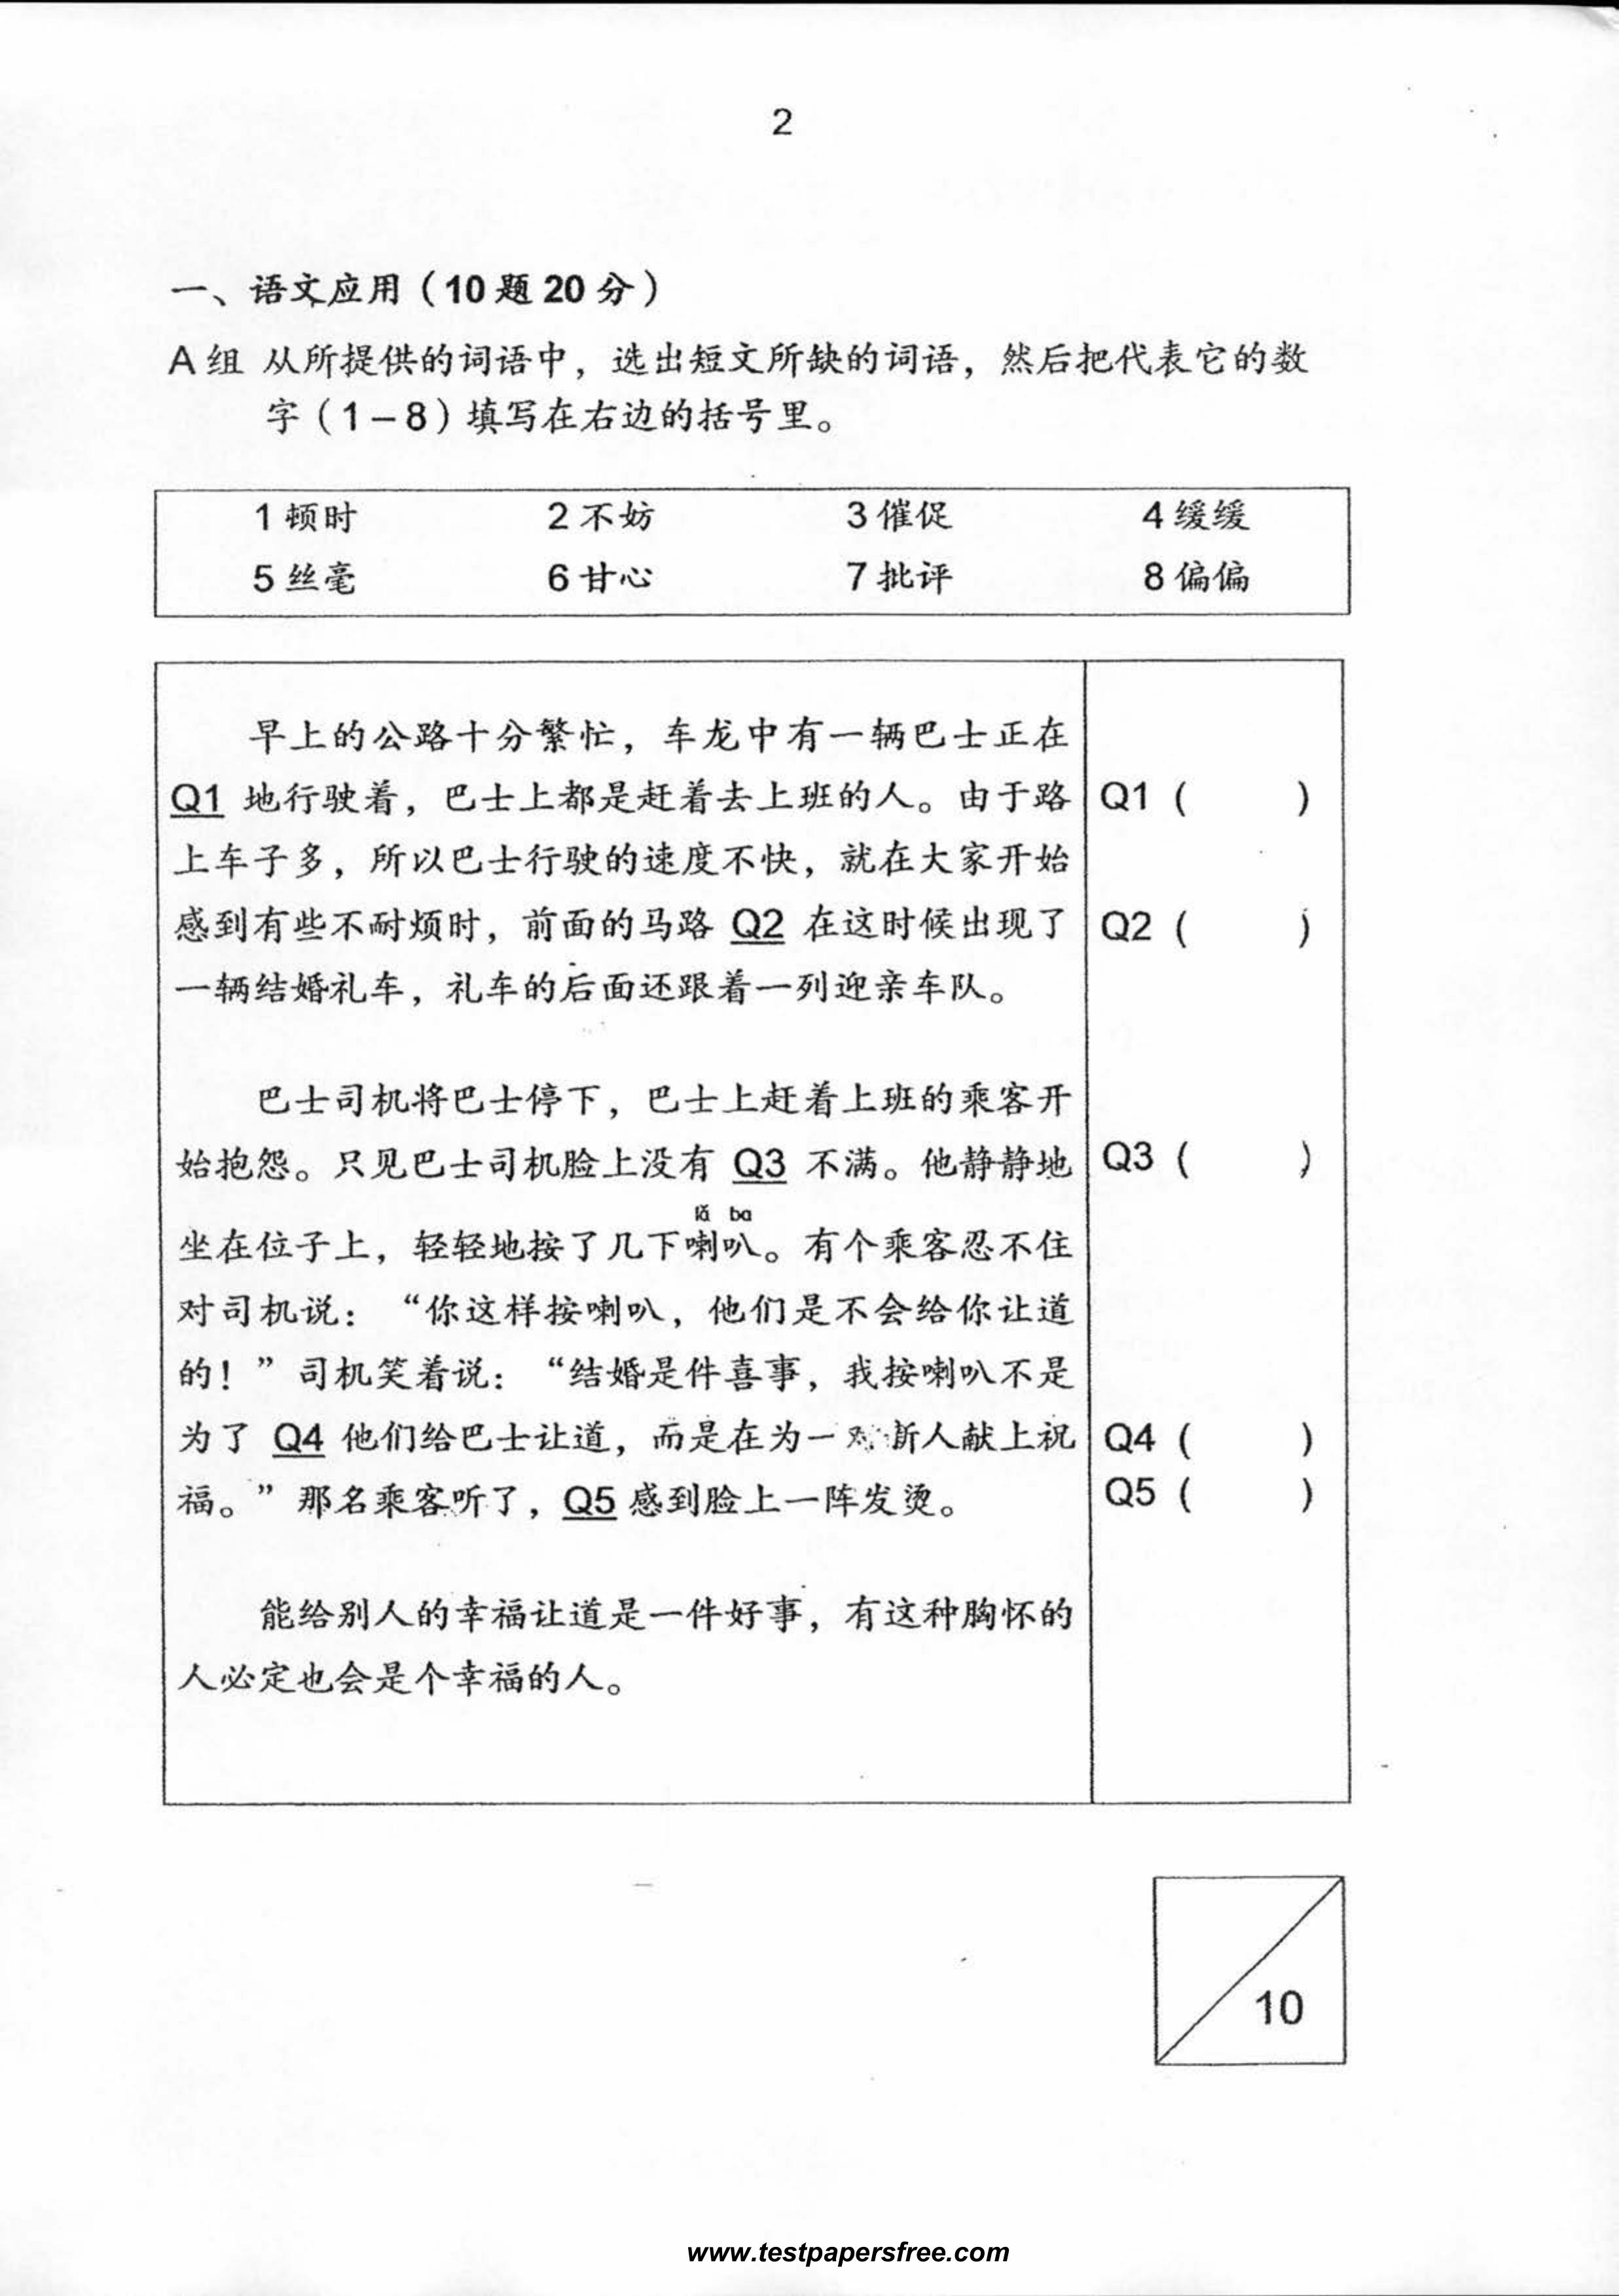 2
一、语文应用（10题20分）
A组 从所提供的词语中，选出短文所缺的词语，然后把代表它的数
字（1–8）填写在右边的括号里。
1顿时 2不妨 3催促 4缓缓
5丝毫 6甘心 7批评 8偏偏
早上的公路十分繁忙，车龙中有一辆巴士正在
Q1 地行驶着，巴士上都是赶着去上班的人。由于路 Q1 ( )
上车子多，所以巴士行驶的速度不快，就在大家开始
感到有些不耐烦时，前面的马路 Q2 在这时候出现了 Q2 ( )
一辆结婚礼车，礼车的后面还跟着一列迎亲车队。
巴士司机将巴士停下，巴士上赶着上班的乘客开
始抱怨。只见巴士司机脸上没有 Q3 不满。他静静地 Q3 ( )
lǎ ba
坐在位子上，轻轻地按了几下喇叭。有个乘客忍不住
对司机说：“你这样按喇叭，他们是不会给你让道
的！”司机笑着说：“结婚是件喜事，我按喇叭不是
为了 Q4 他们给巴士让道，而是在为一对新人献上祝 Q4 ( )
福。”那名乘客听了，Q5 感到脸上一阵发烫。 Q5 ( )
能给别人的幸福让道是一件好事，有这种胸怀的
人必定也会是个幸福的人。
10
www.testpapersfree.com